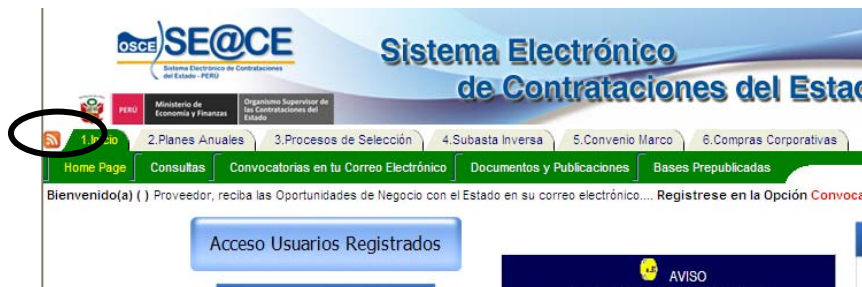 OSCE SE@CE
Sistema Electrónico de Contrataciones
del Estado - PERÚ
Sistema Electrónico
de Contrataciones del Estad
PERÚ
Ministerio de
Economía y Finanzas
Organismo Supervisor de
las Contrataciones del
Estado
1.Inicio 2.Planes Anuales 3.Procesos de Selección 4.Subasta Inversa 5.Convenio Marco 6.Compras Corporativas
Home Page Consultas Convocatorias en tu Correo Electrónico Documentos y Publicaciones Bases Prepublicadas
Bienvenido(a) ( ) Proveedor, reciba las Oportunidades de Negocio con el Estado en su correo electrónico.... Registrese en la Opción Convoca
Acceso Usuarios Registrados
AVISO